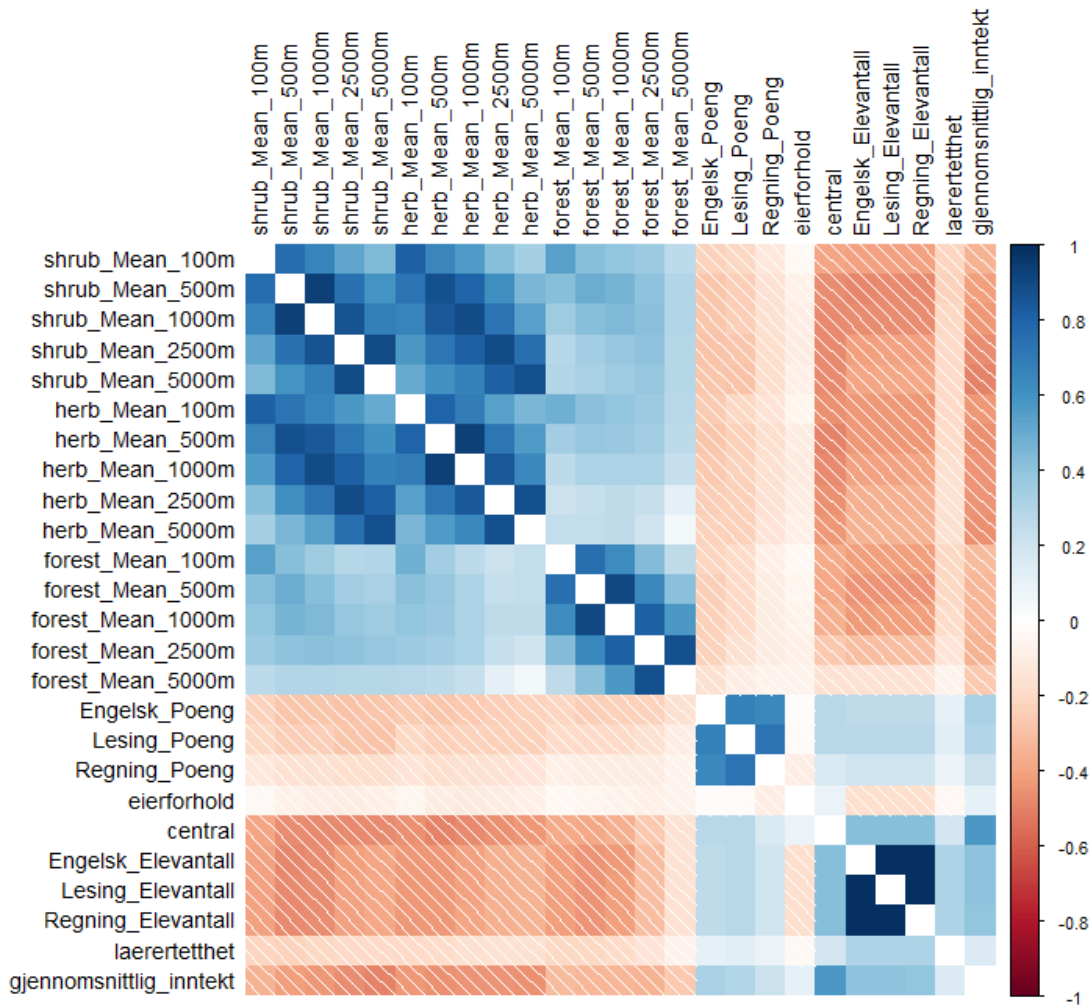 shrub_Mean_100m
shrub_Mean_500m
shrub_Mean_1000m
shrub_Mean_2500m
shrub_Mean_5000m
herb_Mean_100m
herb_Mean_500m
herb_Mean_1000m
herb_Mean_2500m
herb_Mean_5000m
forest_Mean_100m
forest_Mean_500m
forest_Mean_1000m
forest_Mean_2500m
forest_Mean_5000m
Engelsk_Poeng
Lesing_Poeng
Regning_Poeng
eierforhold
central
Engelsk_Elevantall
Lesing_Elevantall
Regning_Elevantall
laerertetthet
gjennomsnittlig_inntekt
shrub_Mean_100m
shrub_Mean_500m
shrub_Mean_1000m
shrub_Mean_2500m
shrub_Mean_5000m
herb_Mean_100m
herb_Mean_500m
herb_Mean_1000m
herb_Mean_2500m
herb_Mean_5000m
forest_Mean_100m
forest_Mean_500m
forest_Mean_1000m
forest_Mean_2500m
forest_Mean_5000m
Engelsk_Poeng
Lesing_Poeng
Regning_Poeng
eierforhold
central
Engelsk_Elevantall
Lesing_Elevantall
Regning_Elevantall
laerertetthet
gjennomsnittlig_inntekt
1
0.8
0.6
0.4
0.2
0
-0.2
-0.4
-0.6
-0.8
-1